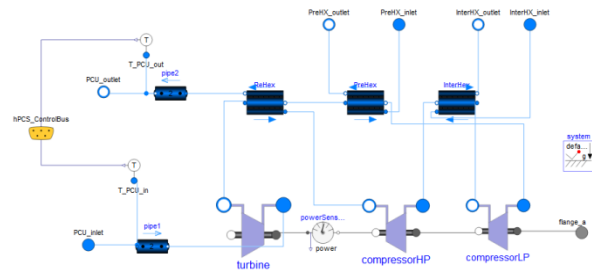 PreHX_outlet
PreHX_inlet
InterHX_outlet
InterHX_inlet
T
T_PCU_out
pipe2
PCU_outlet
ReHex
PreHex
InterHex
hPCS_ControlBus
system
defa...
g
T
T_PCU_in
PCU_inlet
pipe1
powerSens...
power
flange_a
turbine
compressorHP
compressorLP